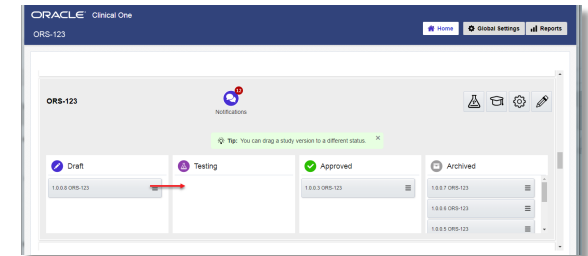 ORACLE Clinical One
ORS-123
Home
Global Settings
Reports
ORS-123
12
Notifications
Tip: You can drag a study version to a different status.
Draft
Testing
Approved
Archived
1.0.0.8 ORS-123
1.0.0.3 ORS-123
1.0.0.7 ORS-123
1.0.0.6 ORS-123
1.0.0.5 ORS-123